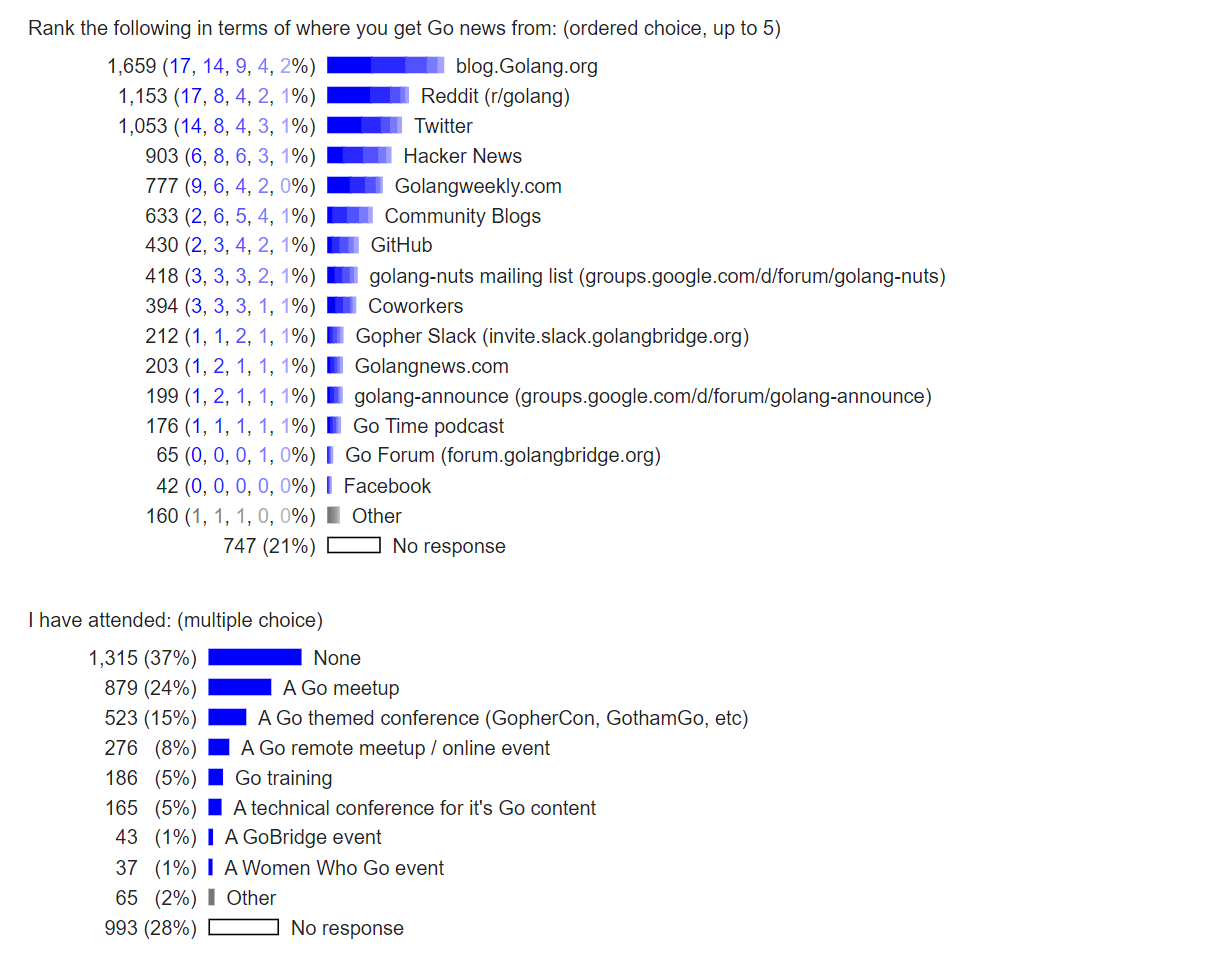 Rank the following in terms of where you get Go news from: (ordered choice, up to 5)
1,659 (17, 14, 9, 4, 2%) blog.Golang.org
1,153 (17, 8, 4, 2, 1%) Reddit (r/golang)
1,053 (14, 8, 4, 3, 1%) Twitter
903 (6, 8, 6, 3, 1%) Hacker News
777 (9, 6, 4, 2, 0%) Golangweekly.com
633 (2, 6, 5, 4, 1%) Community Blogs
430 (2, 3, 4, 2, 1%) GitHub
418 (3, 3, 3, 2, 1%) golang-nuts mailing list (groups.google.com/d/forum/golang-nuts)
394 (3, 3, 3, 1, 1%) Coworkers
212 (1, 1, 2, 1, 1%) Gopher Slack (invite.slack.golangbridge.org)
203 (1, 2, 1, 1, 1%) Golangnews.com
199 (1, 2, 1, 1, 1%) golang-announce (groups.google.com/d/forum/golang-announce)
176 (1, 1, 1, 1, 1%) Go Time podcast
65 (0, 0, 0, 1, 0%) Go Forum (forum.golangbridge.org)
42 (0, 0, 0, 0, 0%) Facebook
160 (1, 1, 1, 0, 0%) Other
747 (21%) No response
I have attended: (multiple choice)
1,315 (37%) None
879 (24%) A Go meetup
523 (15%) A Go themed conference (GopherCon, GothamGo, etc)
276 (8%) A Go remote meetup / online event
186 (5%) Go training
165 (5%) A technical conference for it's Go content
43 (1%) A GoBridge event
37 (1%) A Women Who Go event
65 (2%) Other
993 (28%) No response